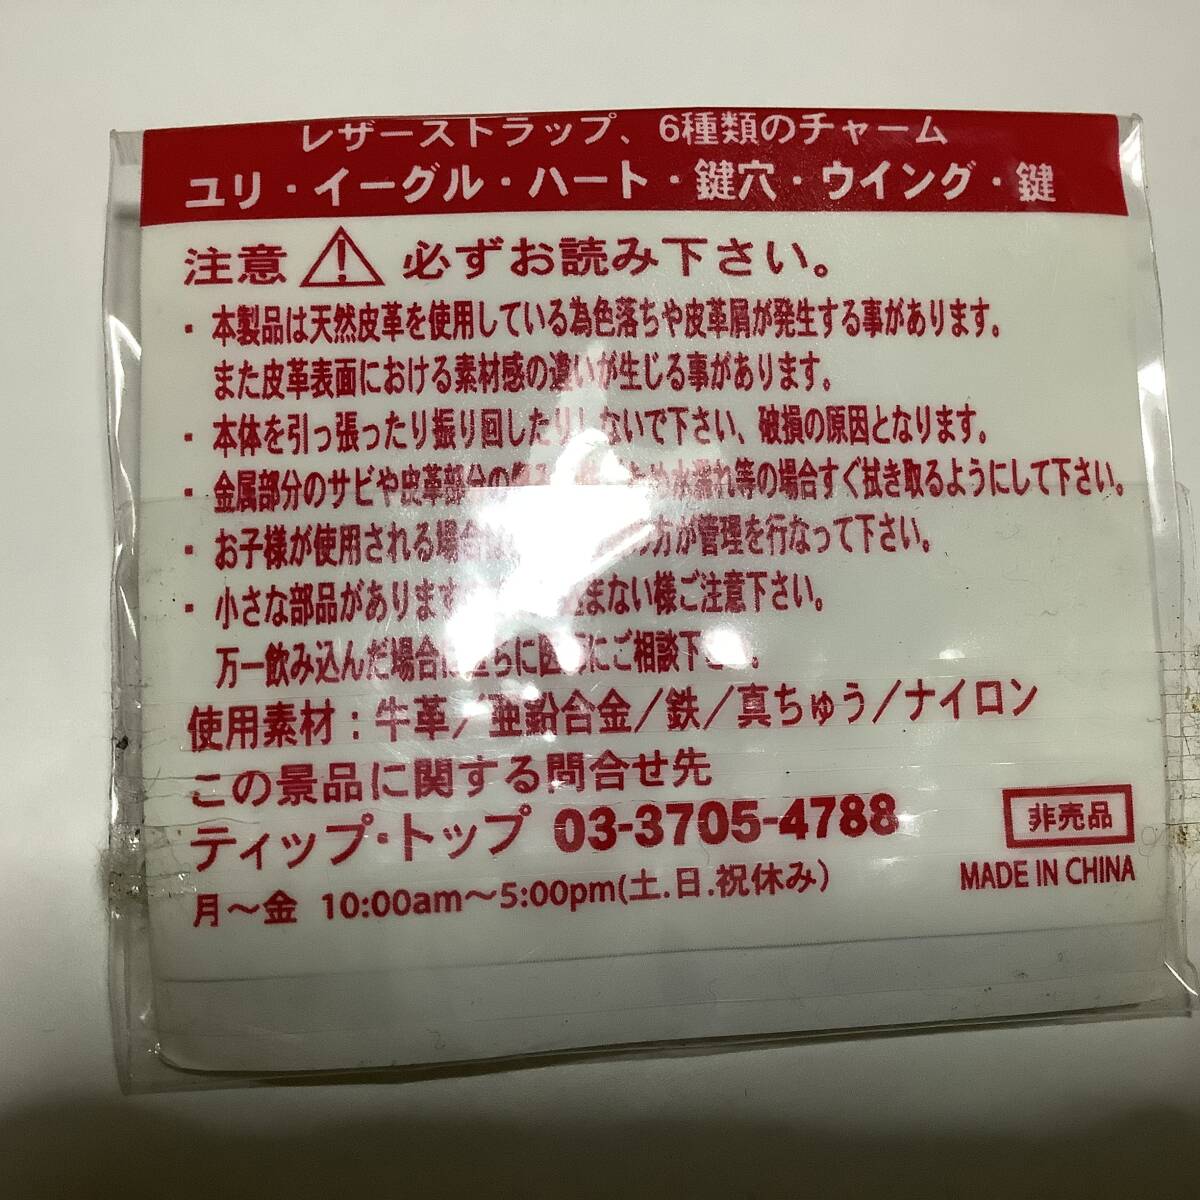 レザーストラップ、6種類のチャーム
ユリ・イーグル・ハート・鍵穴・ウイング・鍵
注意 必ずお読み下さい。
・本製品は天然皮革を使用している為色落ちや皮革屑が発生する事があります。
また皮革表面における素材感の違いが生じる事があります。
・本体を引っ張ったり振り回したりしないで下さい、破損の原因となります。
・金属部分のサビや皮革部分の ため水濡れ等の場合すぐ拭き取るようにして下さい。
・お子様が使用される場合は の方が管理を行なって下さい。
・小さな部品があります 込まない様ご注意下さい。
万一飲み込んだ場合 ちに医師にご相談下さい。
使用素材：牛革／亜鉛合金／鉄／真ちゅう／ナイロン
この景品に関する問合せ先
ティップ・トップ 03-3705-4788
非売品
月～金 10:00am～5:00pm(土.日.祝休み)
MADE IN CHINA